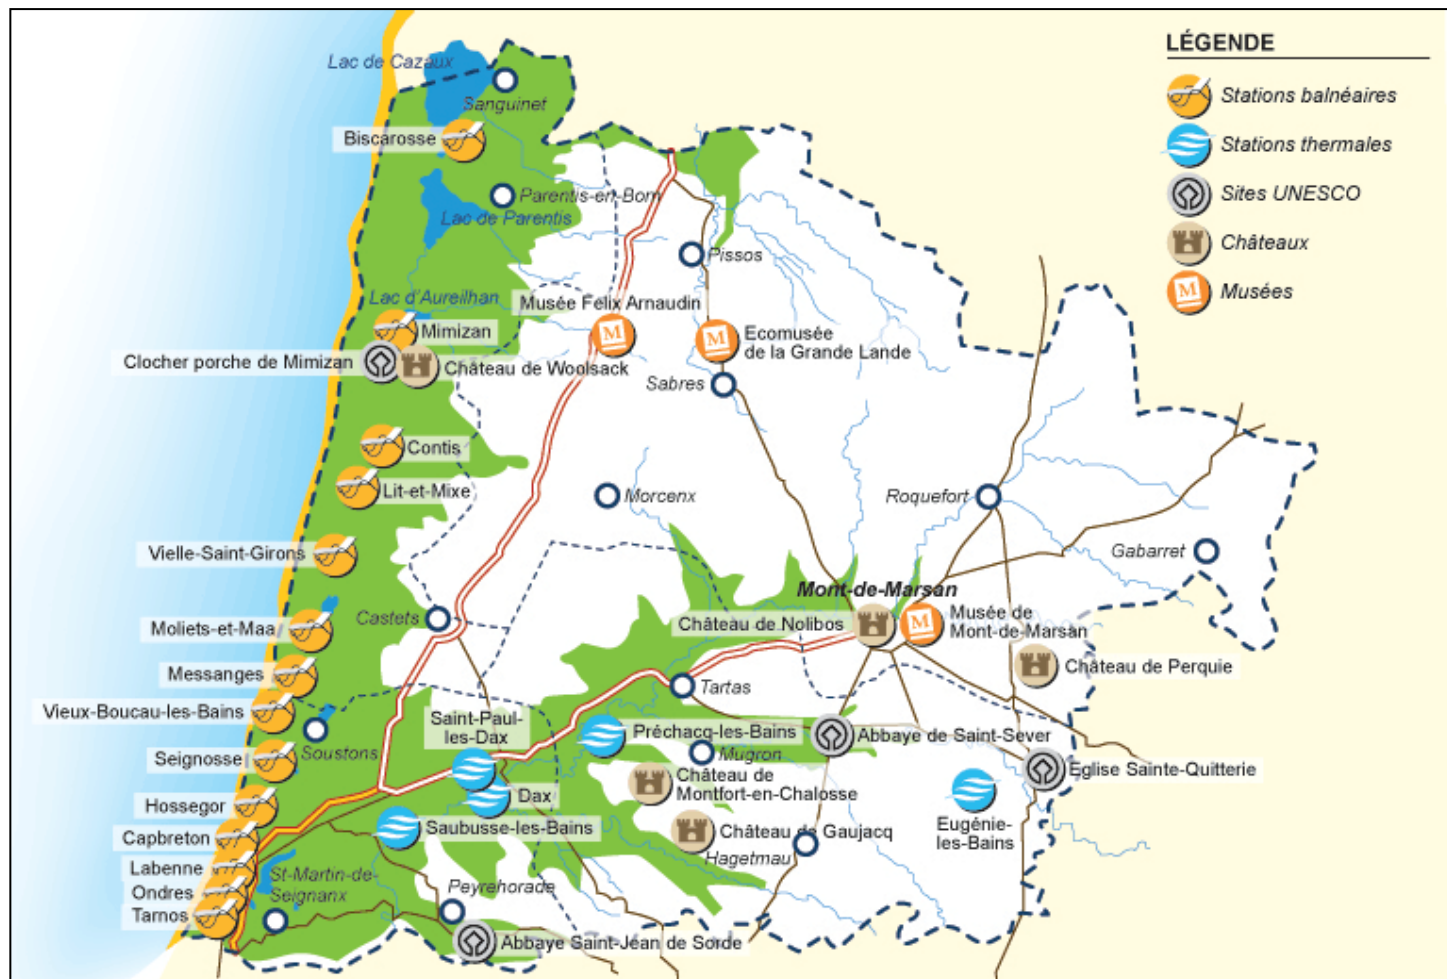 LÉGENDE
Stations balnéaires
Stations thermales
Sites UNESCO
Châteaux
Musées
Lac de Cazaux
Sanguinet
Biscarosse
Parentis-en-Born
Lac de Parentis
Pissos
Lac d'Aureilhan
Musée Félix Arnaudin
Mimizan
Ecomusée
de la Grande Lande
Clocher porche de Mimizan
Château de Woolsack
Sabres
Contis
Lit-et-Mixe
Morcenx
Roquefort
Vielle-Saint-Girons
Gabarret
Mont-de-Marsan
Castets
Château de Nolibos
Musée de
Mont-de-Marsan
Moliets-et-Maa
Château de Perquie
Messanges
Tartas
Vieux-Boucau-les-Bains
Saint-Paul-
les-Dax
Préchacq-les-Bains
Abbaye de Saint-Sever
Soustons
Mugron
Seignosse
Eglise Sainte-Quitterie
Château de
Montfort-en-Chalosse
Dax
Hossegor
Saubusse-les-Bains
Château de Gaujacq
Eugénie-
les-Bains
Capbreton
Hagetmau
Labenne
St-Martin-de-
Seignanx
Ondres
Peyrehorade
Tarnos
Abbaye Saint-Jéan de Sorde
M
M
M
M